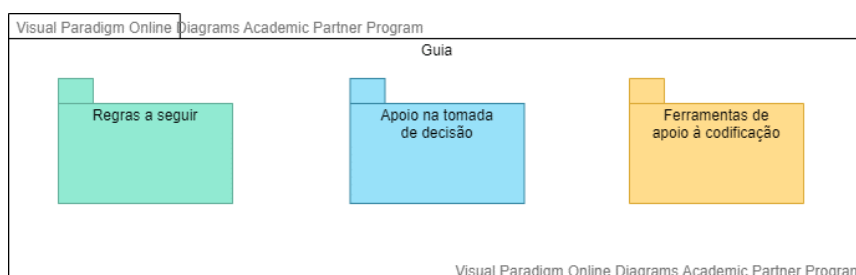 Visual Paradigm Online Diagrams Academic Partner Program
Guia
Regras a seguir
Apoio na tomada
de decisão
Ferramentas de
apoio à codificação
Visual Paradigm Online Diagrams Academic Partner Program